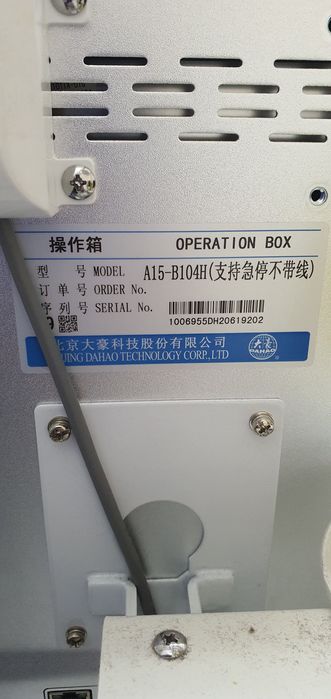 操作箱 OPERATION BOX
型 号 MODEL A15-B104H(支持急停不带线)
订 单 号 ORDER No.
序 列 号 SERIAL No.
1006955DH20619202
北京大豪科技股份有限公司
JING DAHAO TECHNOLOGY CORP.,LTD
大豪
DAHAO